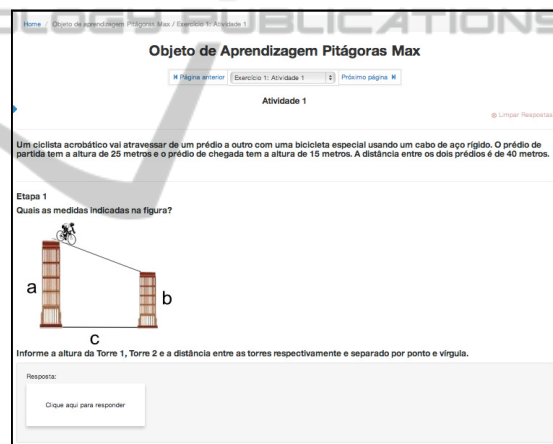 Home / Objeto de aprendizagem Pitágoras Max / Exercício 1: Atividade 1
Objeto de Aprendizagem Pitágoras Max
Página anterior Exercício 1: Atividade 1 Próximo página
Atividade 1
Limpar Respostas
Um ciclista acrobático vai atravessar de um prédio a outro com uma bicicleta especial usando um cabo de aço rígido. O prédio de
partida tem a altura de 25 metros e o prédio de chegada tem a altura de 15 metros. A distância entre os dois prédios é de 40 metros.
Etapa 1
Quais as medidas indicadas na figura?
a
b
c
Informe a altura da Torre 1, Torre 2 e a distância entre as torres respectivamente e separado por ponto e vírgula.
Resposta:
Clique aqui para responder